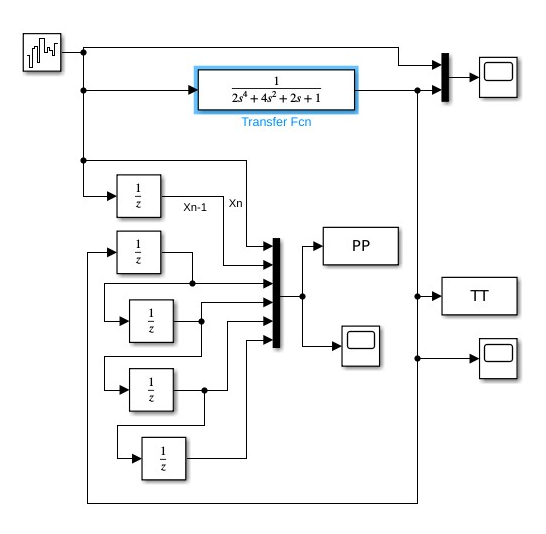 1
2s⁴ + 4s² + 2s + 1
Transfer Fcn
1
z
Xn-1
Xn
1
z
PP
1
z
TT
1
z
1
z